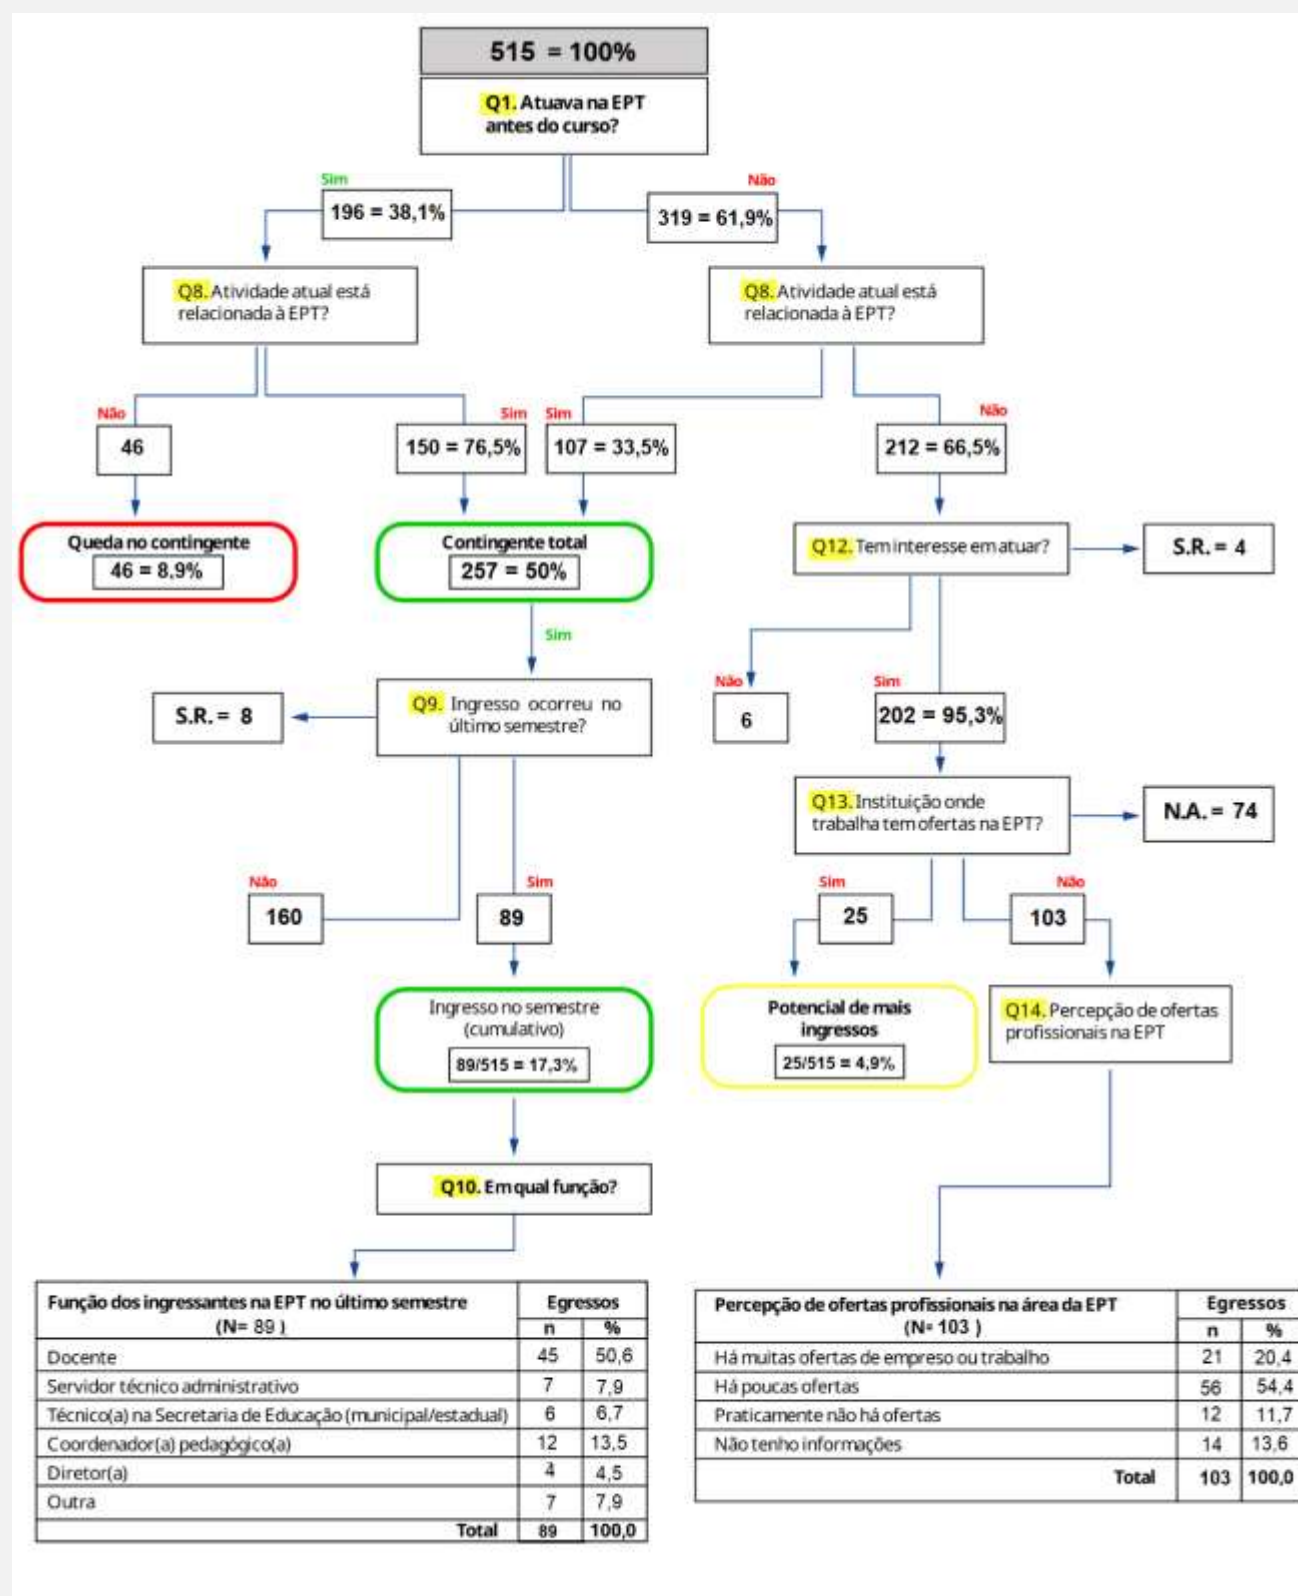 515 = 100%
Q1. Atuava na EPT
antes do curso?
Sim
Não
196 = 38,1%
319 = 61,9%
Q8. Atividade atual está
relacionada à EPT?
Q8. Atividade atual está
relacionada à EPT?
Não
Sim
Sim
Não
46
150 = 76,5%
107 = 33,5%
212 = 66,5%
Queda no contingente
46 = 8,9%
Contingente total
257 = 50%
Q12. Tem interesse em atuar?
S.R. = 4
Sim
Não
Sim
6
202 = 95,3%
S.R. = 8
Q9. Ingresso ocorreu no
último semestre?
Q13. Instituição onde
trabalha tem ofertas na EPT?
N.A. = 74
Não
Sim
Sim
Não
160
89
25
103
Ingresso no semestre
(cumulativo)
89/515 = 17,3%
Potencial de mais
ingressos
25/515 = 4,9%
Q14. Percepção de ofertas
profissionais na EPT
Q10. Em qual função?
Função dos ingressantes na EPT no último semestre Egressos
(N= 89 ) n %
Docente 45 50,6
Servidor técnico administrativo 7 7,9
Técnico(a) na Secretaria de Educação (municipal/estadual) 6 6,7
Coordenador(a) pedagógico(a) 12 13,5
Diretor(a) 4 4,5
Outra 7 7,9
Total 89 100,0
Percepção de ofertas profissionais na área da EPT Egressos
(N= 103 ) n %
Há muitas ofertas de empreso ou trabalho 21 20,4
Há poucas ofertas 56 54,4
Praticamente não há ofertas 12 11,7
Não tenho informações 14 13,6
Total 103 100,0